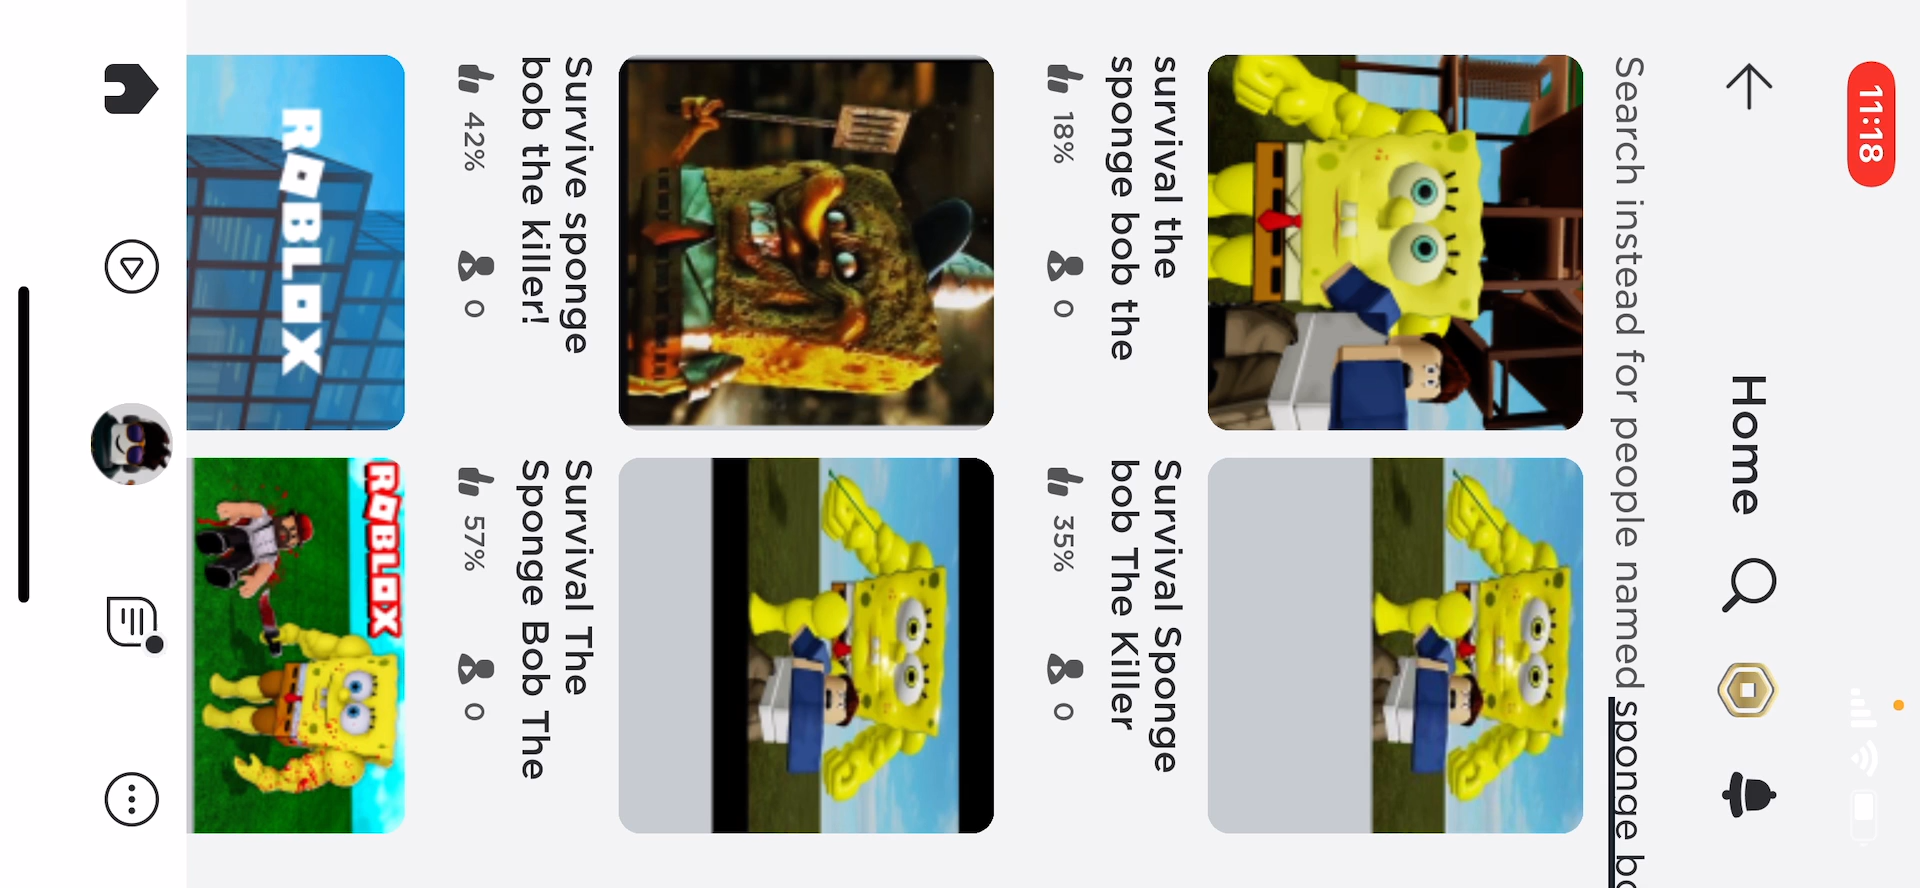 11:18
Home
Search instead for people named sponge bo
survival the
sponge bob the
18%
0
Survival Sponge
bob The Killer
35%
0
Survive sponge
bob the killer!
42%
0
Survival The
Sponge Bob The
57%
0
ROBLOX
ROBLOX